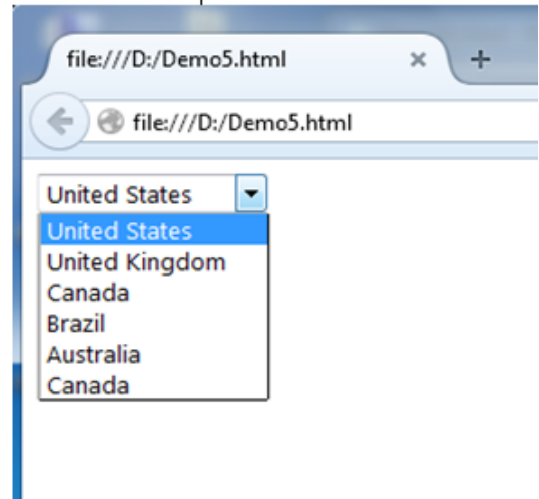 file:///D:/Demo5.html
file:///D:/Demo5.html
United States
United States
United Kingdom
Canada
Brazil
Australia
Canada